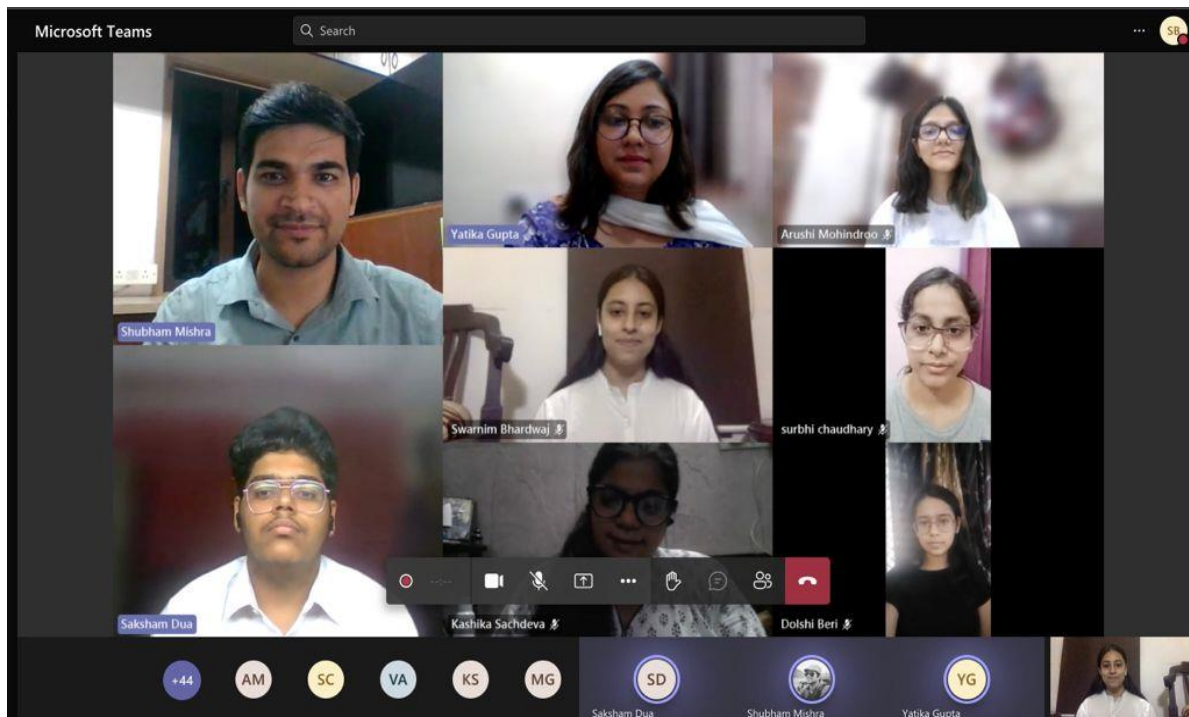 Microsoft Teams
Search
SB
Yatika Gupta
Arushi Mohindroo
Shubham Mishra
Swarnim Bhardwaj
surbhi chaudhary
--:--
Saksham Dua
Kashika Sachdeva
Dolshi Beri
+44
AM
SC
VA
KS
MG
SD
YG
Saksham Dua
Shubham Mishra
Yatika Gupta